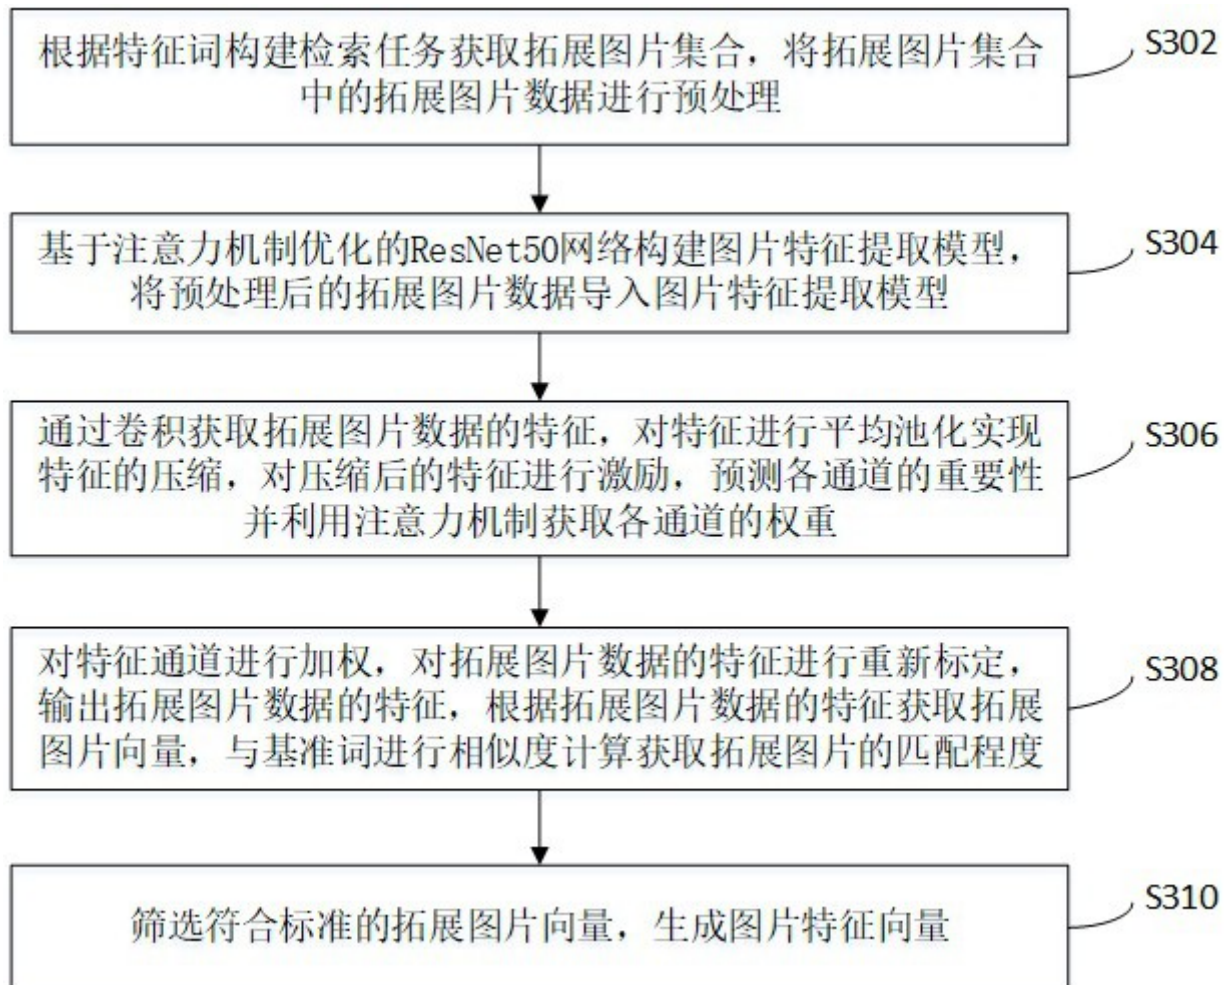 根据特征词构建检索任务获取拓展图片集合，将拓展图片集合
中的拓展图片数据进行预处理
S302
基于注意力机制优化的ResNet50网络构建图片特征提取模型，
将预处理后的拓展图片数据导入图片特征提取模型
S304
通过卷积获取拓展图片数据的特征，对特征进行平均池化实现
特征的压缩，对压缩后的特征进行激励，预测各通道的重要性
并利用注意力机制获取各通道的权重
S306
对特征通道进行加权，对拓展图片数据的特征进行重新标定，
输出拓展图片数据的特征，根据拓展图片数据的特征获取拓展
图片向量，与基准词进行相似度计算获取拓展图片的匹配程度
S308
筛选符合标准的拓展图片向量，生成图片特征向量
S310